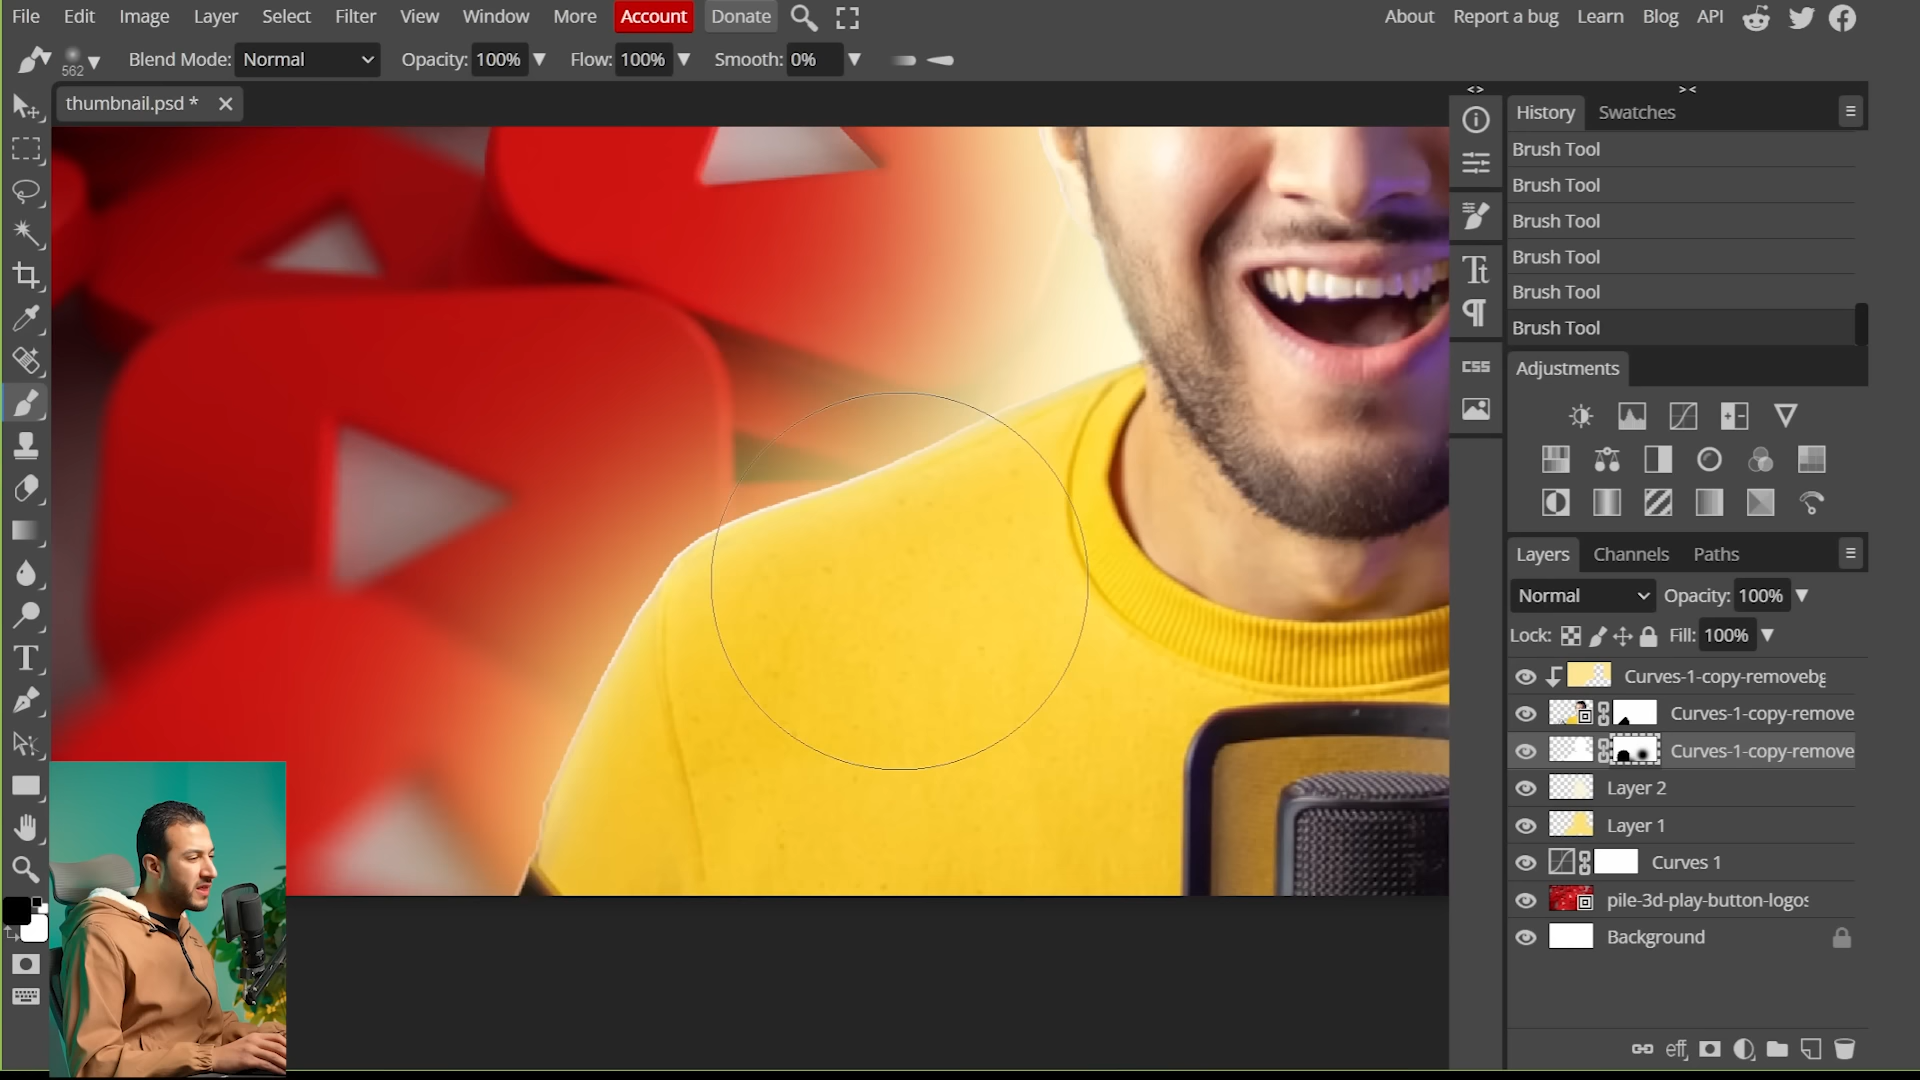 File Edit Image Layer Select Filter View Window More Account Donate About Report a bug Learn Blog API
562 Blend Mode: Normal Opacity: 100% Flow: 100% Smooth: 0%
thumbnail.psd *
< >
> <
History Swatches
Brush Tool
Brush Tool
Brush Tool
Brush Tool
Brush Tool
Brush Tool
CSS
Adjustments
Layers Channels Paths
Normal Opacity: 100%
Lock: Fill: 100%
Curves-1-copy-removebg
Curves-1-copy-remove
Curves-1-copy-remove
Layer 2
Layer 1
Curves 1
pile-3d-play-button-logos
Background
eff